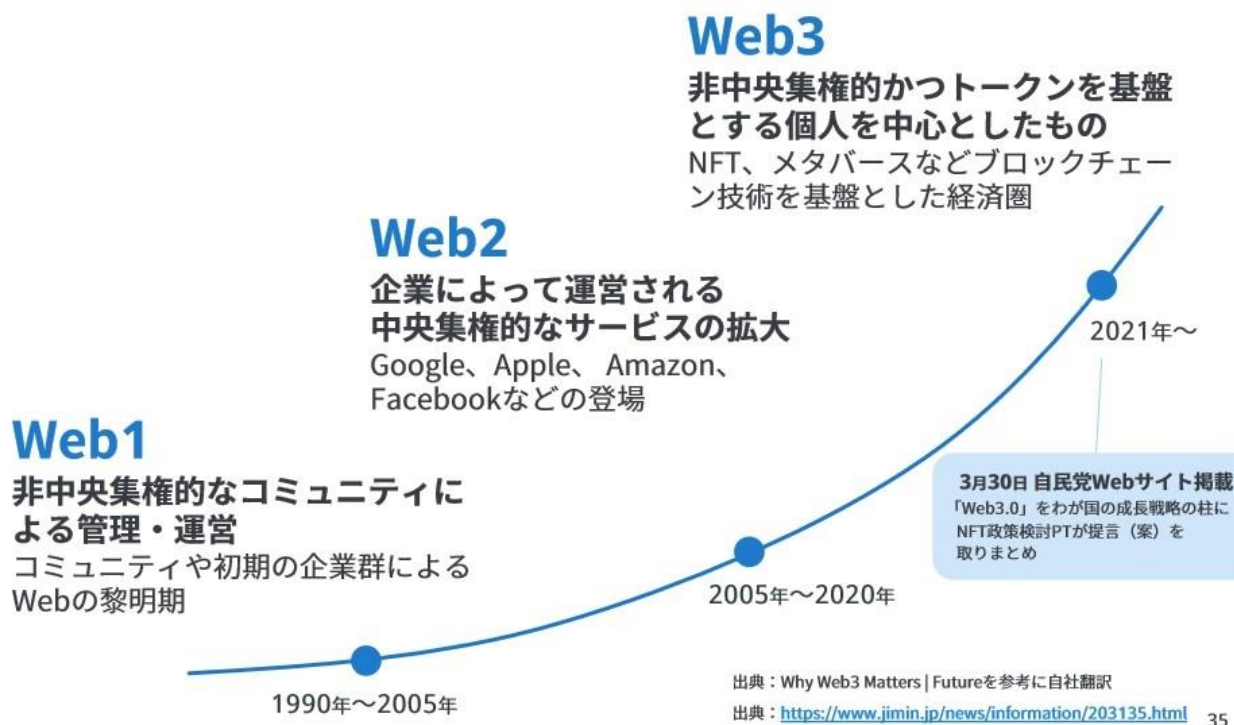 Web3
非中央集権的かつトークンを基盤
とする個人を中心としたもの
NFT、メタバースなどブロックチェー
ン技術を基盤とした経済圏
2021年～
Web2
企業によって運営される
中央集権的なサービスの拡大
Google、Apple、 Amazon、
Facebookなどの登場
2005年～2020年
Web1
非中央集権的なコミュニティに
よる管理・運営
コミュニティや初期の企業群による
Webの黎明期
1990年～2005年
3月30日 自民党Webサイト掲載
「Web3.0」をわが国の成長戦略の柱に
NFT政策検討PTが提言（案）を
取りまとめ
出典：Why Web3 Matters | Futureを参考に自社翻訳
出典：https://www.jimin.jp/news/information/203135.html
35